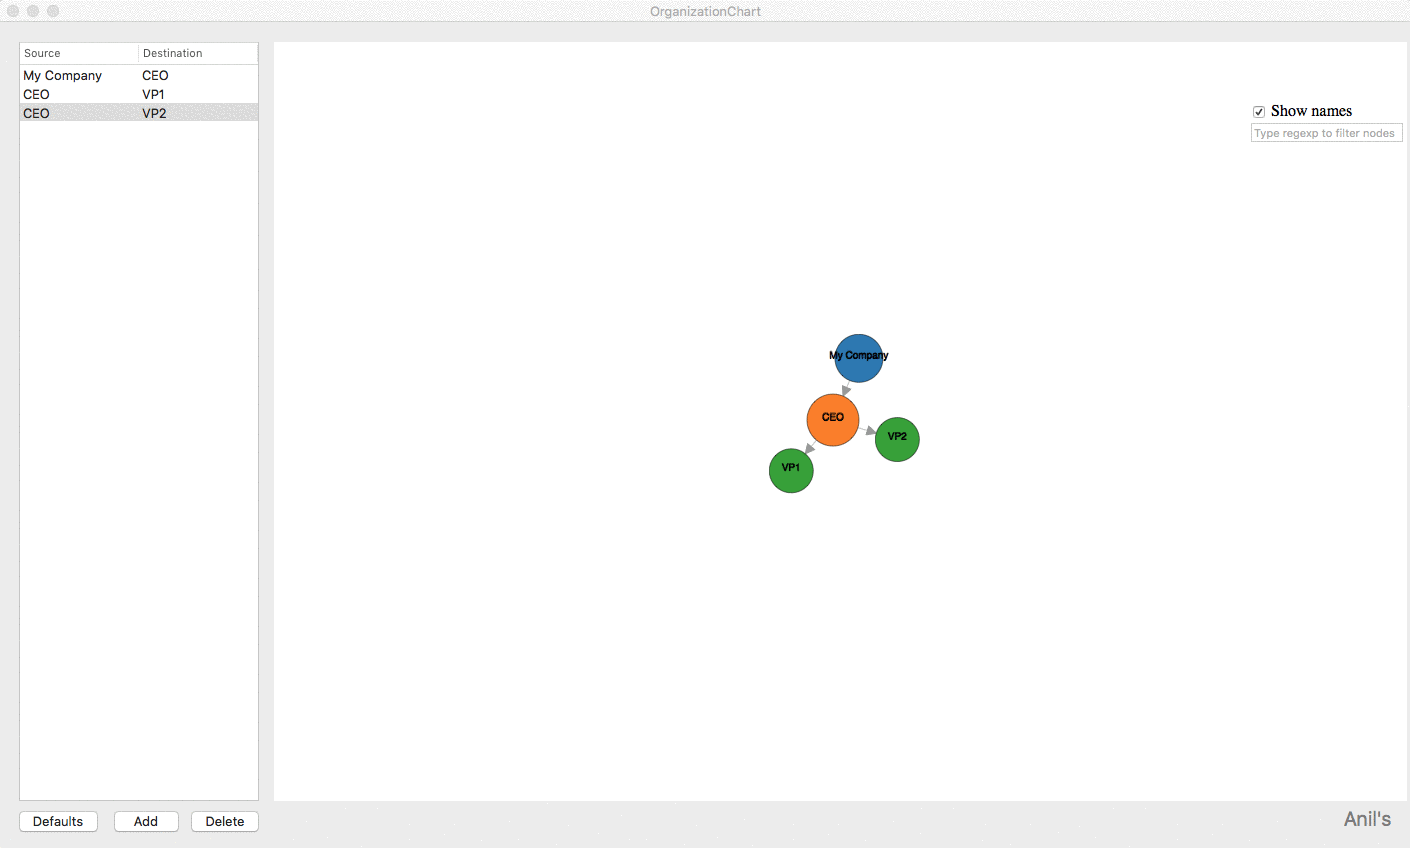 OrganizationChart
Source Destination
My Company CEO
CEO VP1
CEO VP2
Show names
Type regexp to filter nodes
My Company
CEO
VP2
VP1
Defaults Add Delete
Anil's